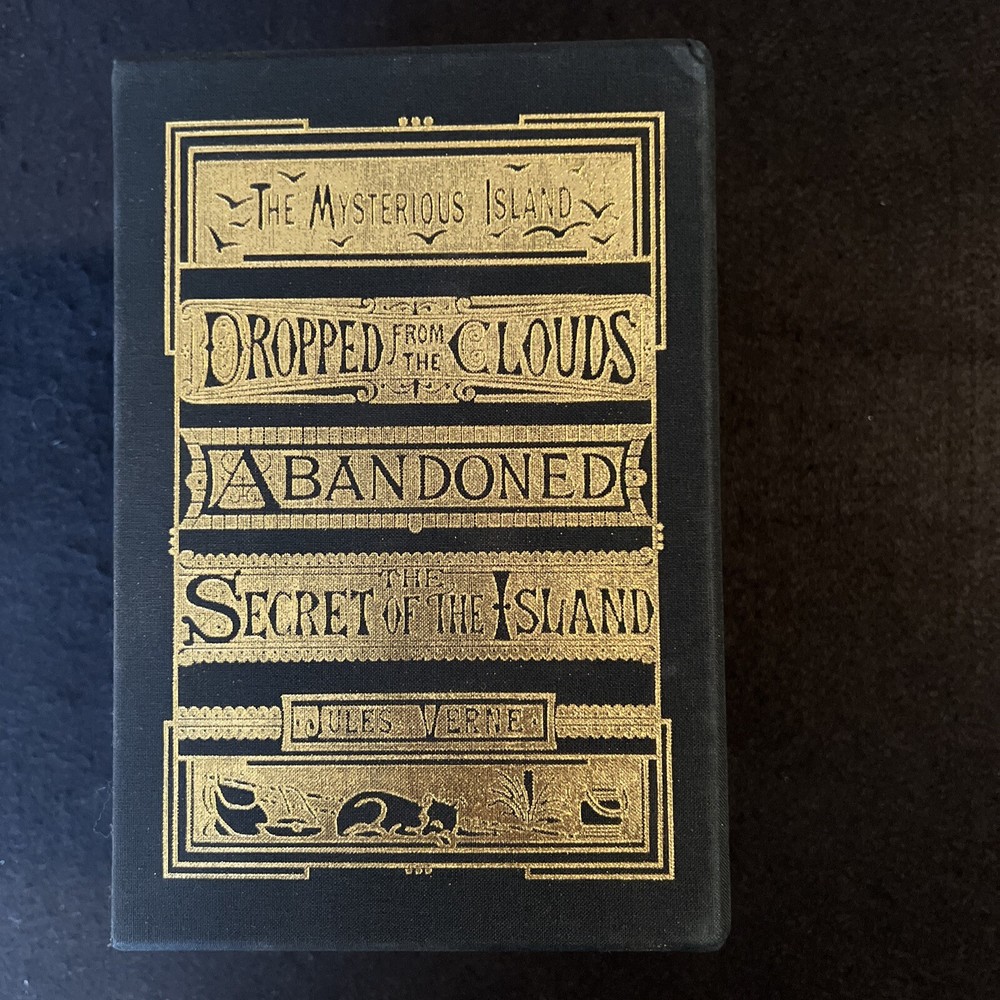 THE MYSTERIOUS ISLAND
DROPPED FROM THE CLOUDS
ABANDONED
THE
SECRET OF THE ISLAND
JULES VERNE